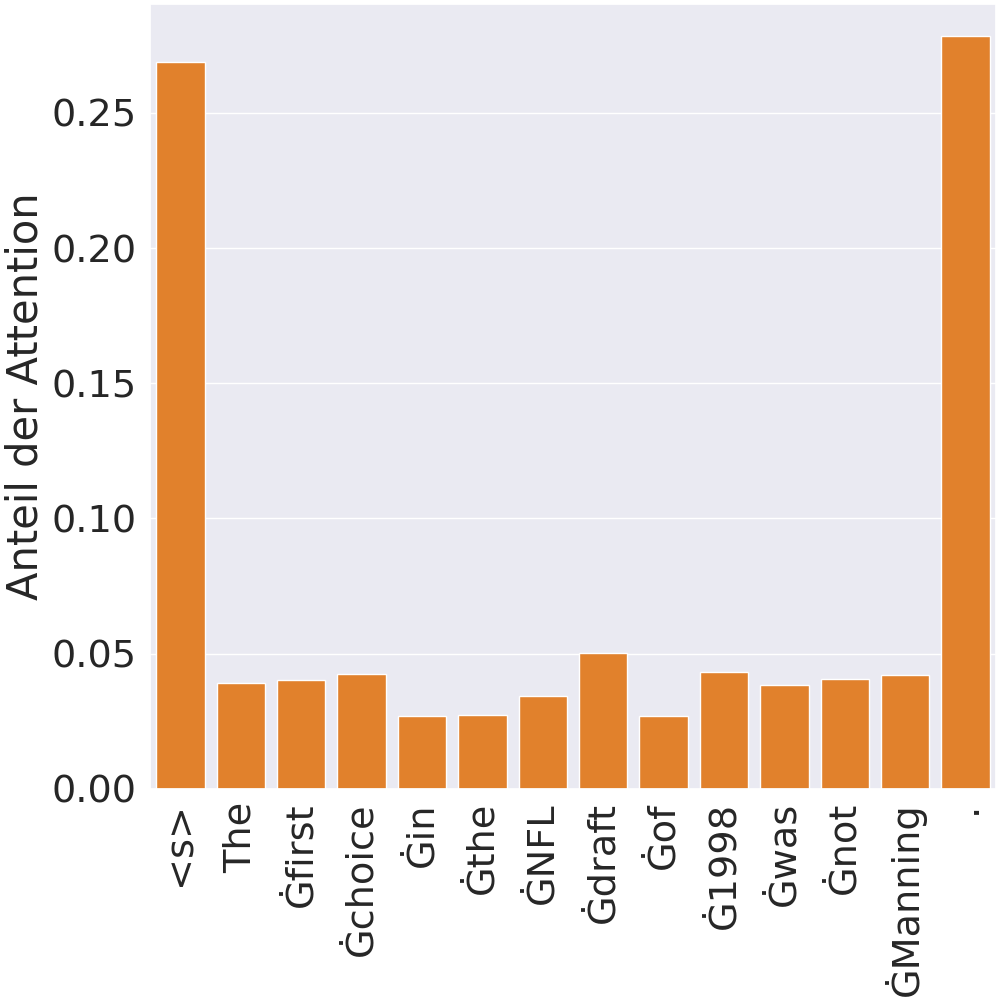 Anteil der Attention
0.25
0.20
0.15
0.10
0.05
0.00
<s>
The
Ġfirst
Ġchoice
Ġin
Ġthe
ĠNFL
Ġdraft
Ġof
Ġ1998
Ġwas
Ġnot
ĠManning
.